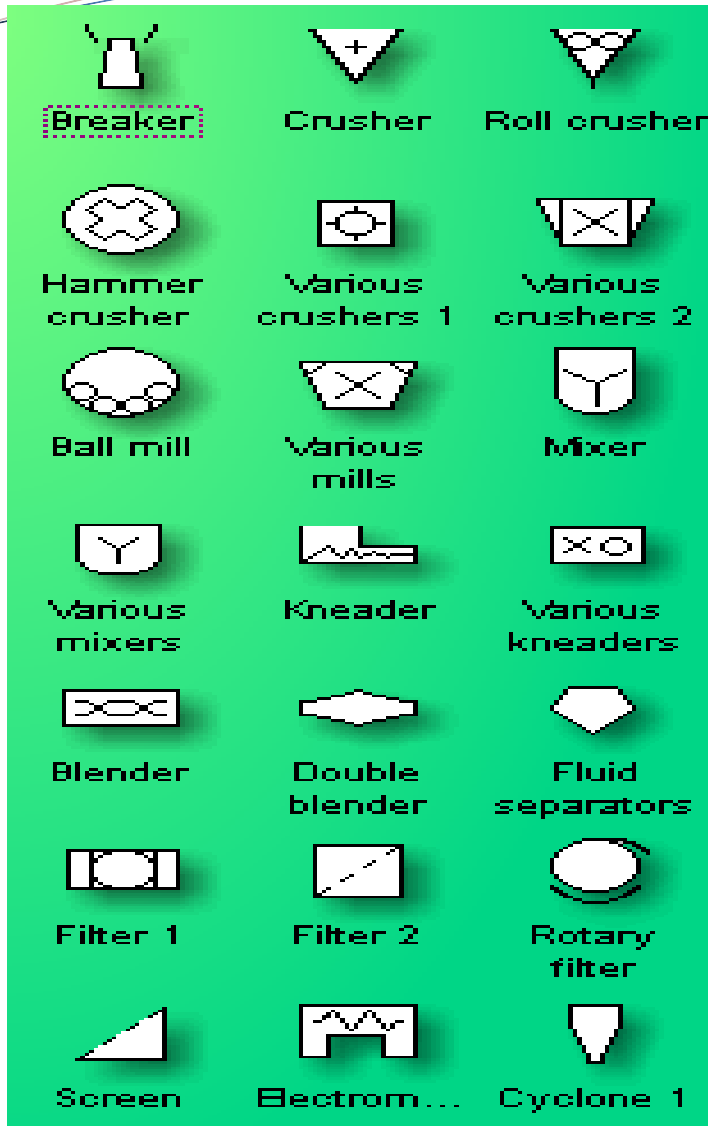 Breaker
Crusher
Roll crusher
Hammer
crusher
Various
crushers 1
Various
crushers 2
Ball mill
Various
mills
Mixer
Various
mixers
Kneader
Various
kneaders
Blender
Double
blender
Fluid
separators
Filter 1
Filter 2
Rotary
filter
Screen
Electrom...
Cyclone 1